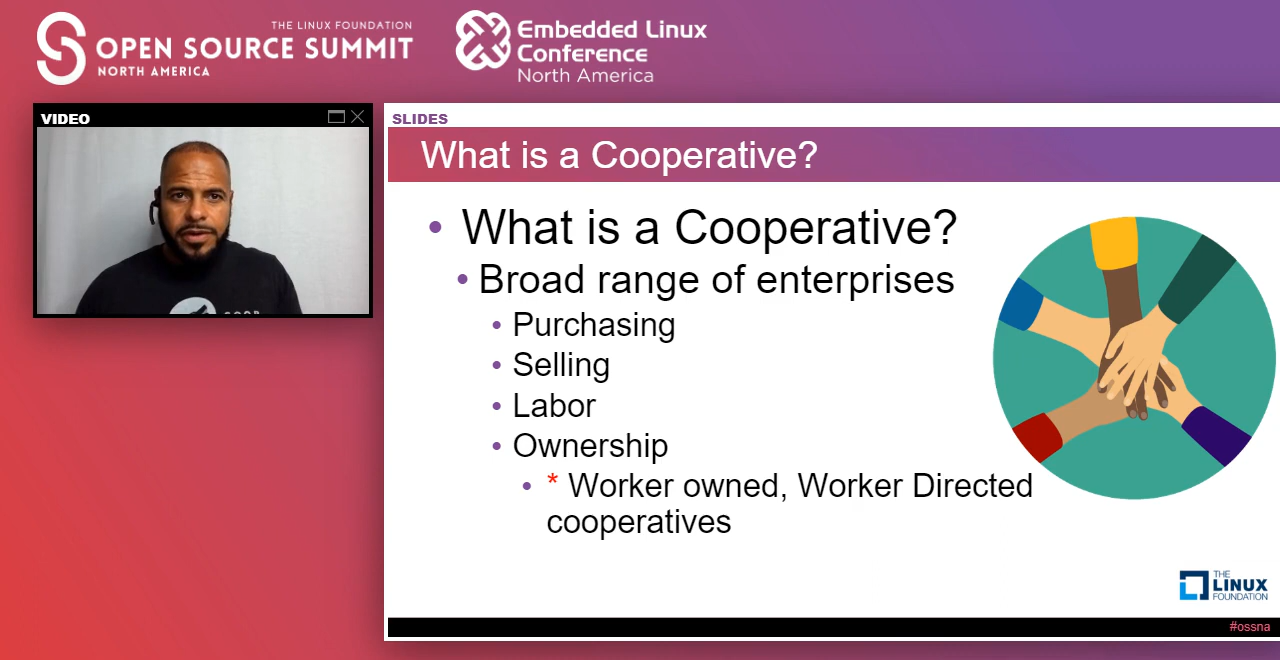 THE LINUX FOUNDATION
OPEN SOURCE SUMMIT
NORTH AMERICA
Embedded Linux
Conference
North America
VIDEO
SLIDES
What is a Cooperative?
• What is a Cooperative?
• Broad range of enterprises
• Purchasing
• Selling
• Labor
• Ownership
• * Worker owned, Worker Directed
cooperatives
THE
LINUX
FOUNDATION
#ossna